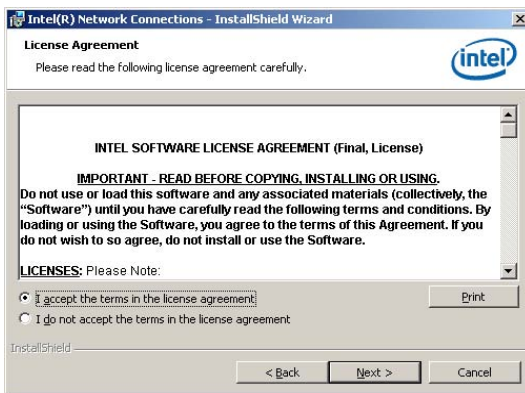 Intel(R) Network Connections - InstallShield Wizard
License Agreement
Please read the following license agreement carefully.
intel
INTEL SOFTWARE LICENSE AGREEMENT (Final, License)
IMPORTANT - READ BEFORE COPYING, INSTALLING OR USING.
Do not use or load this software and any associated materials (collectively, the
“Software”) until you have carefully read the following terms and conditions. By
loading or using the Software, you agree to the terms of this Agreement. If you
do not wish to so agree, do not install or use the Software.
LICENSES: Please Note:
I accept the terms in the license agreement
Print
I do not accept the terms in the license agreement
InstallShield
< Back
Next >
Cancel